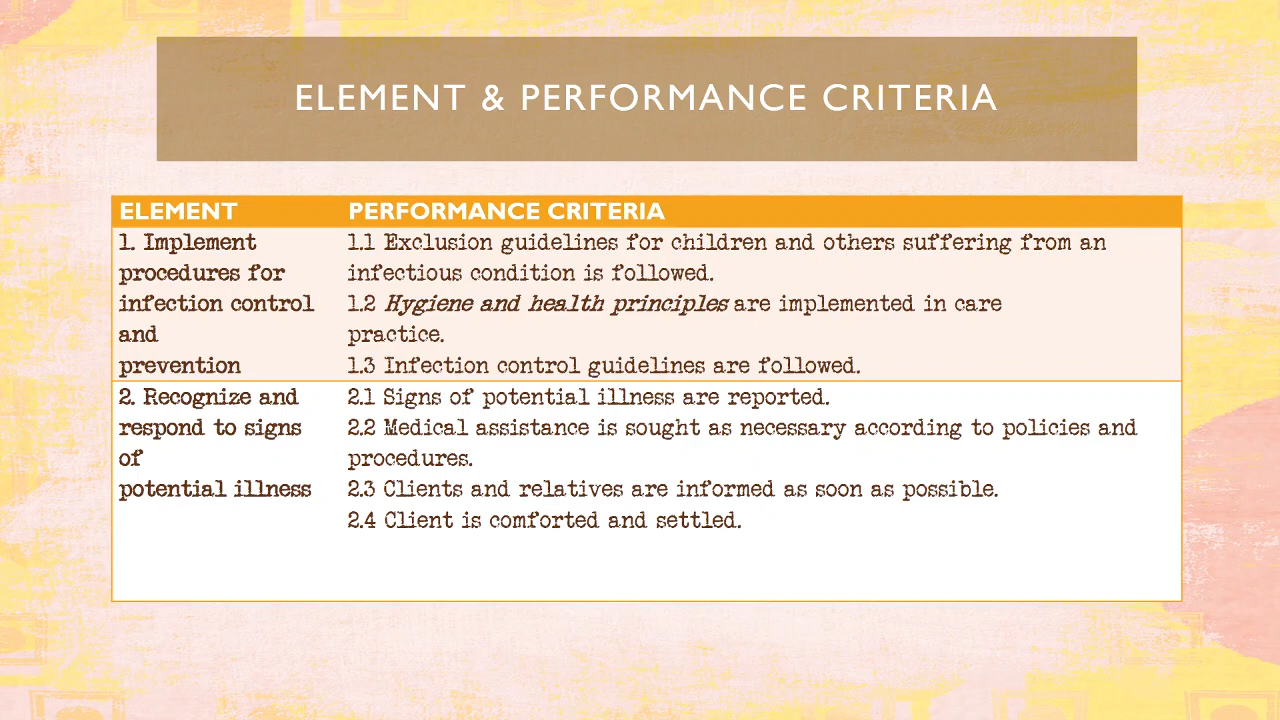 ELEMENT & PERFORMANCE CRITERIA
ELEMENT
PERFORMANCE CRITERIA
1. Implement
procedures for
infection control
and
prevention
1.1 Exclusion guidelines for children and others suffering from an
infectious condition is followed.
1.2 Hygiene and health principles are implemented in care
practice.
1.3 Infection control guidelines are followed.
2. Recognize and
respond to signs
of
potential illness
2.1 Signs of potential illness are reported.
2.2 Medical assistance is sought as necessary according to policies and
procedures.
2.3 Clients and relatives are informed as soon as possible.
2.4 Client is comforted and settled.